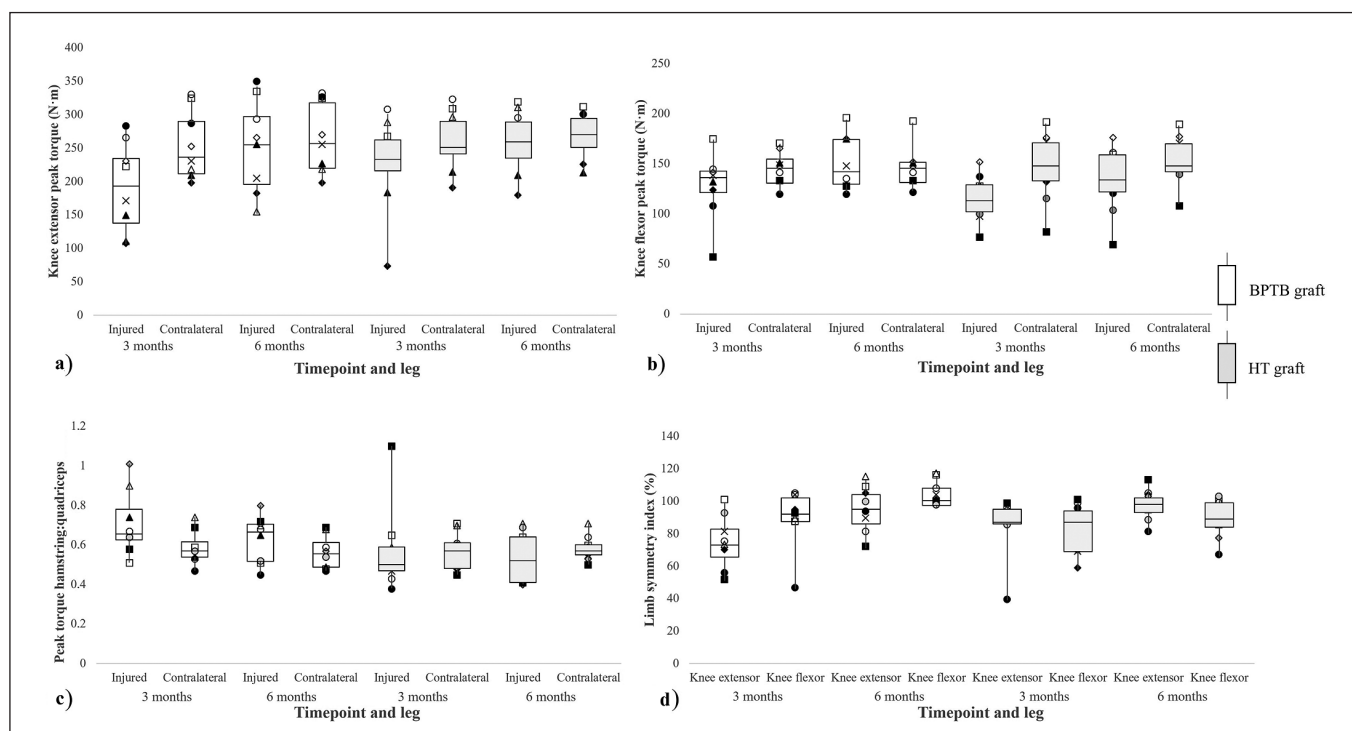 Knee extensor peak torque (N·m)
400
350
300
250
200
150
100
50
0
Injured Contralateral Injured Contralateral Injured Contralateral Injured Contralateral
3 months 6 months 3 months 6 months
a)
Timepoint and leg
Knee flexor peak torque (N·m)
250
200
150
100
50
0
Injured Contralateral Injured Contralateral Injured Contralateral Injured Contralateral
3 months 6 months 3 months 6 months
b)
Timepoint and leg
BPTB graft
HT graft
Peak torque hamstring:quadriceps
1.2
1
0.8
0.6
0.4
0.2
0
Injured Contralateral Injured Contralateral Injured Contralateral Injured Contralateral
3 months 6 months 3 months 6 months
c)
Timepoint and leg
Limb symmetry index (%)
140
120
100
80
60
40
20
0
Knee extensor Knee flexor Knee extensor Knee flexor Knee extensor Knee flexor Knee extensor Knee flexor
3 months 6 months 3 months 6 months
d)
Timepoint and leg